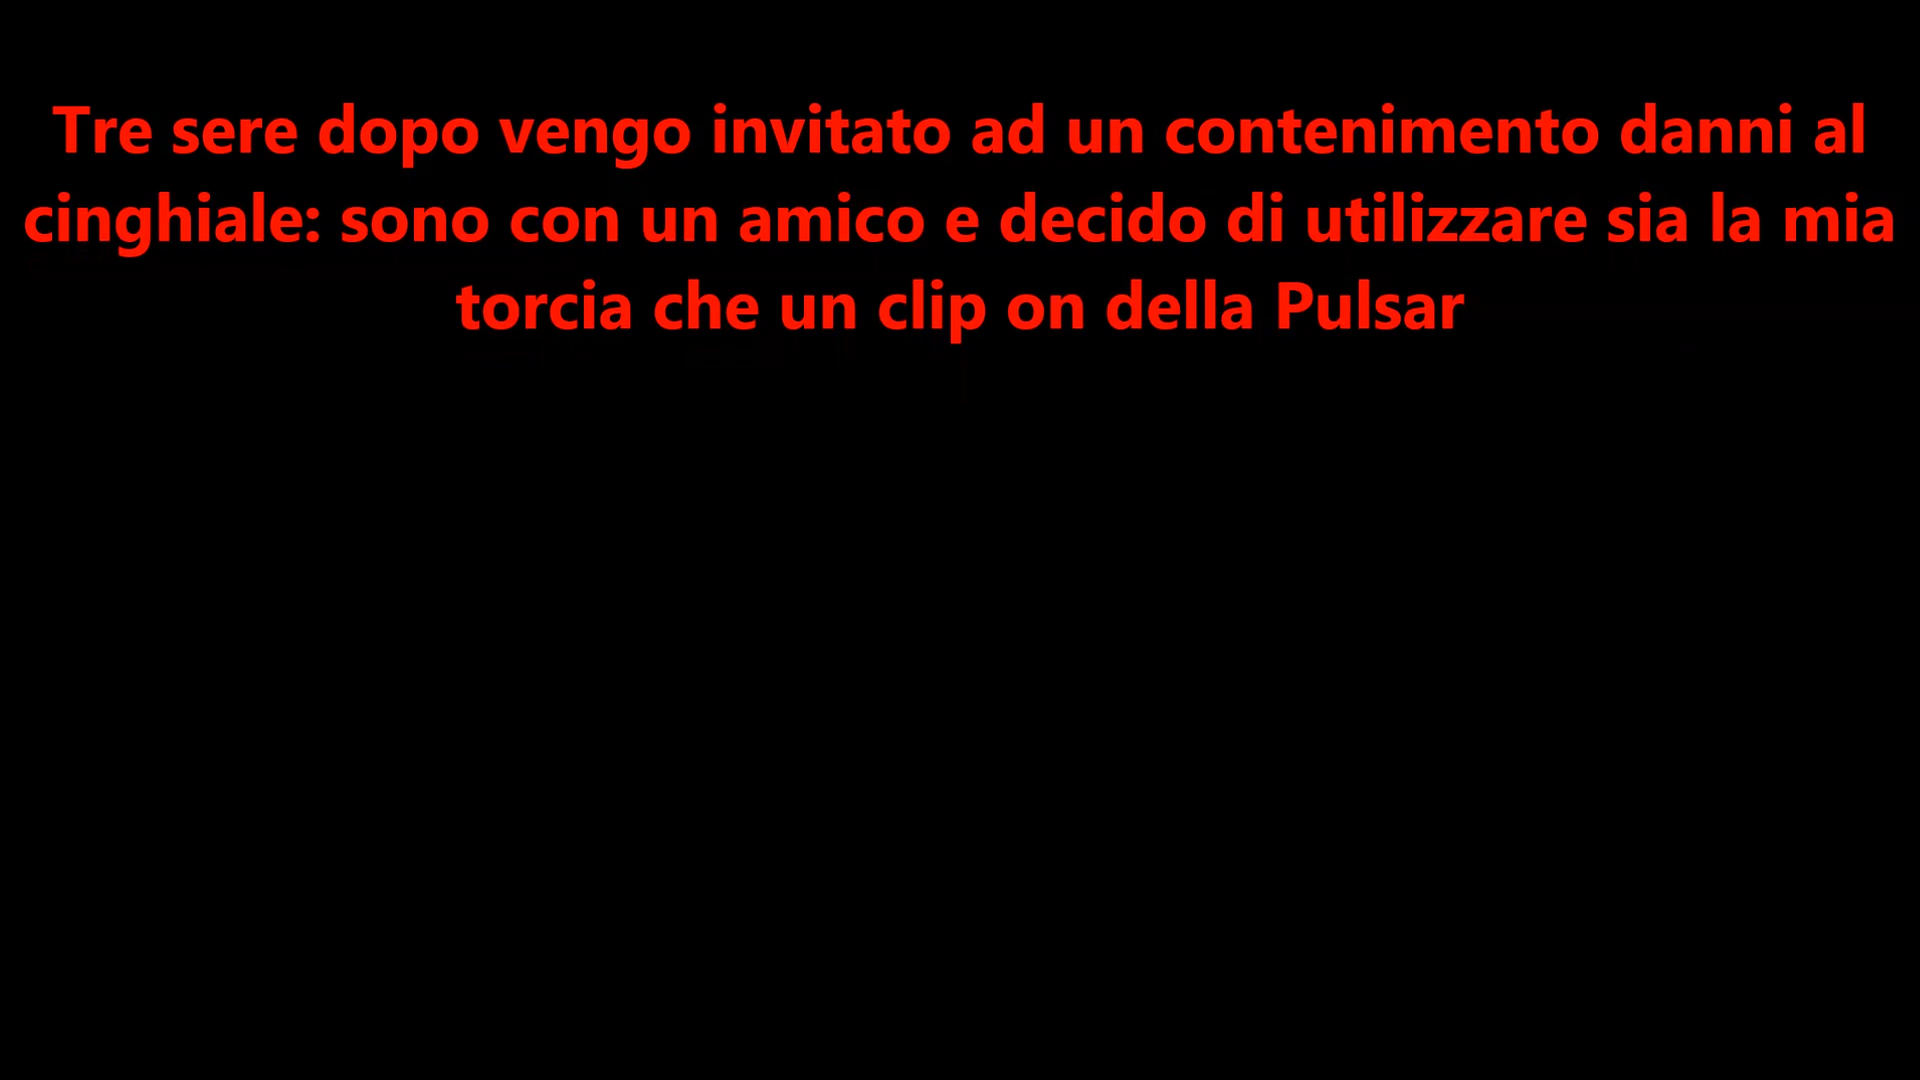 Tre sere dopo vengo invitato ad un contenimento danni al
cinghiale: sono con un amico e decido di utilizzare sia la mia
torcia che un clip on della Pulsar